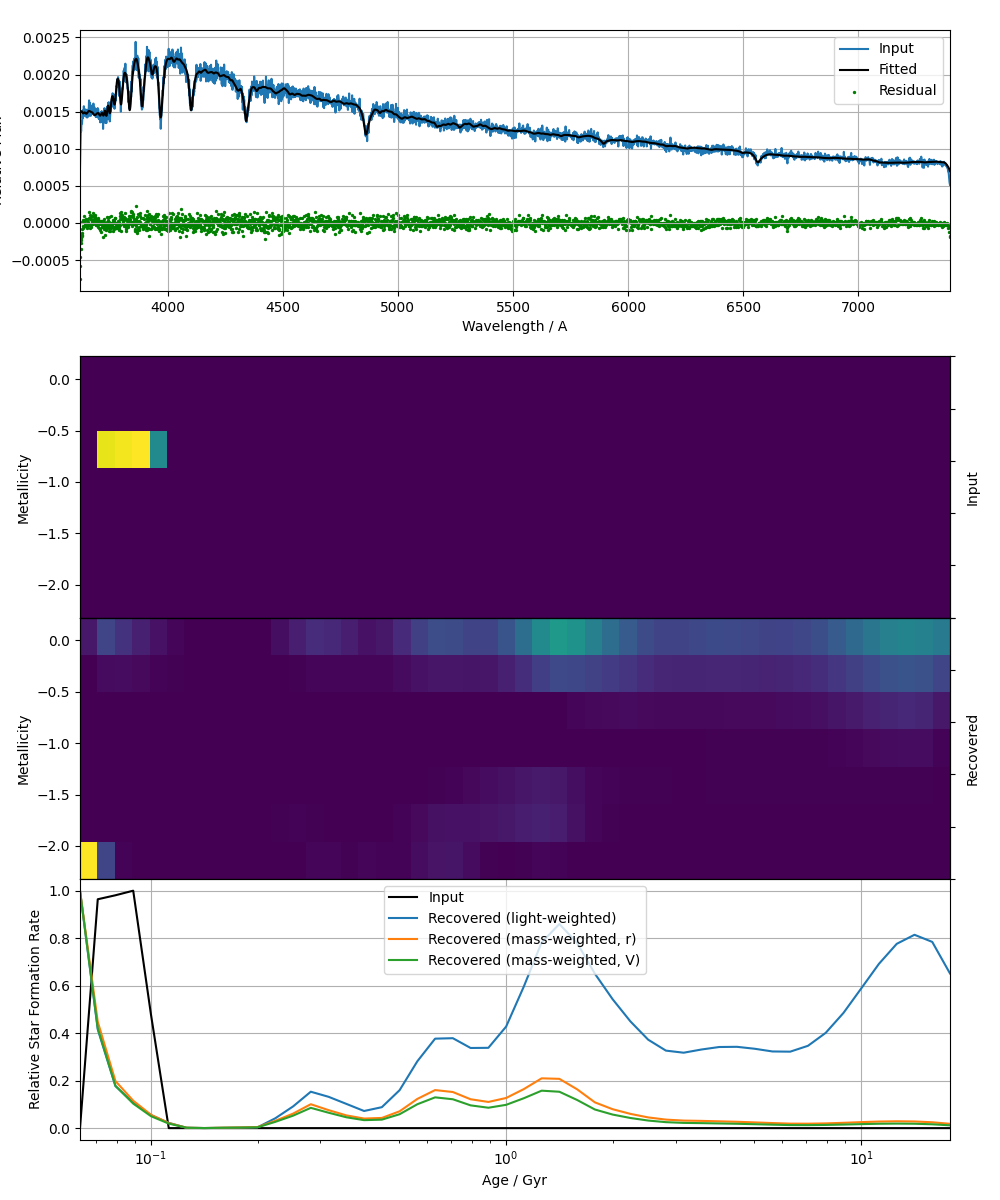 0.0025
0.0020
0.0015
0.0010
0.0005
0.0000
−0.0005
Input
Fitted
Residual
4000
4500
5000
5500
6000
6500
7000
Wavelength / A
0.0
−0.5
−1.0
−1.5
−2.0
Metallicity
Input
0.0
−0.5
−1.0
−1.5
−2.0
Metallicity
Recovered
1.0
0.8
0.6
0.4
0.2
0.0
Relative Star Formation Rate
Input
Recovered (light-weighted)
Recovered (mass-weighted, r)
Recovered (mass-weighted, V)
10⁻¹
10⁰
10¹
Age / Gyr